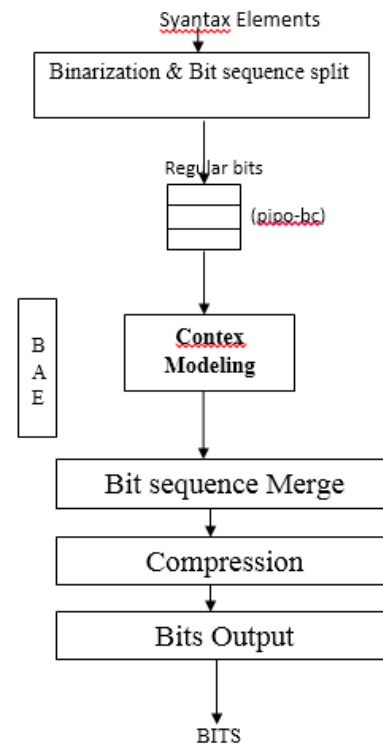 Syantax Elements
Binarization & Bit sequence split
Regular bits
(pipo-bc)
Contex
Modeling
B
A
E
Bit sequence Merge
Compression
Bits Output
BITS